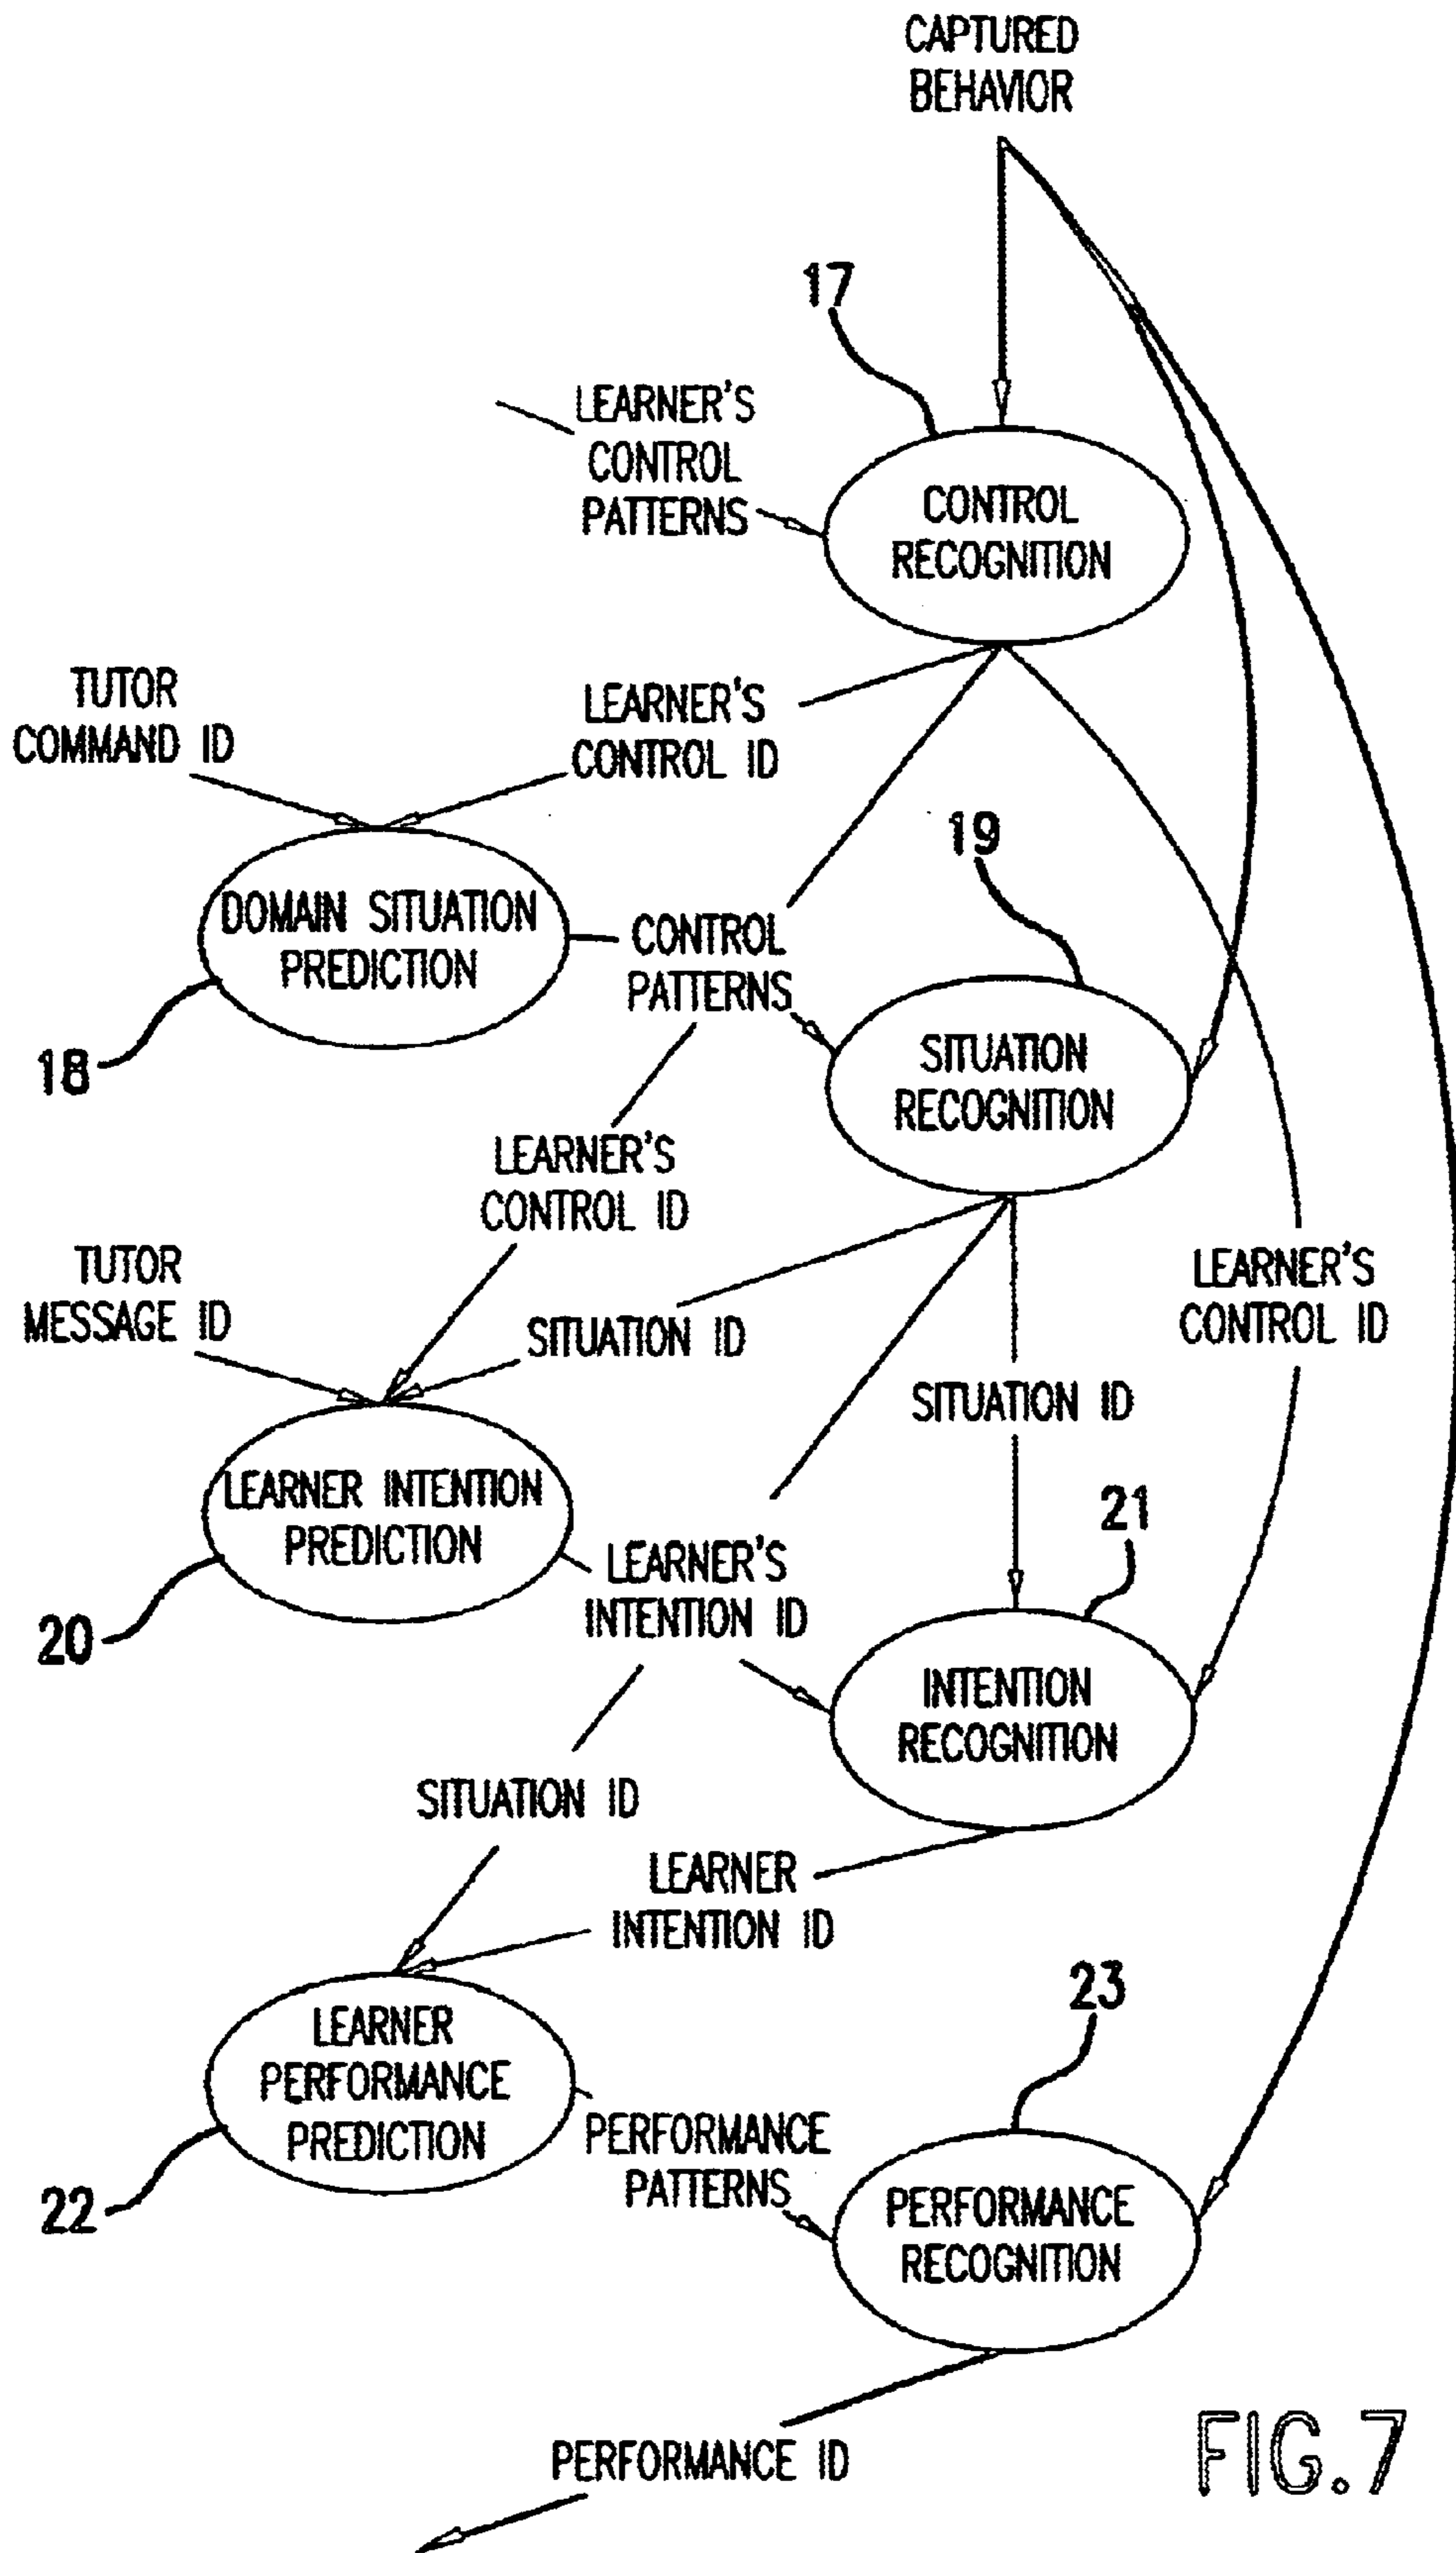 CAPTURED
BEHAVIOR
17
LEARNER'S
CONTROL
PATTERNS
CONTROL
RECOGNITION
TUTOR
COMMAND ID
LEARNER'S
CONTROL ID
19
DOMAIN SITUATION
PREDICTION
CONTROL
PATTERNS
18
SITUATION
RECOGNITION
LEARNER'S
CONTROL ID
TUTOR
MESSAGE ID
SITUATION ID
LEARNER'S
CONTROL ID
SITUATION ID
LEARNER INTENTION
PREDICTION
21
20
LEARNER'S
INTENTION ID
INTENTION
RECOGNITION
SITUATION ID
LEARNER
INTENTION ID
23
LEARNER
PERFORMANCE
PREDICTION
22
PERFORMANCE
PATTERNS
PERFORMANCE
RECOGNITION
PERFORMANCE ID
FIG.7